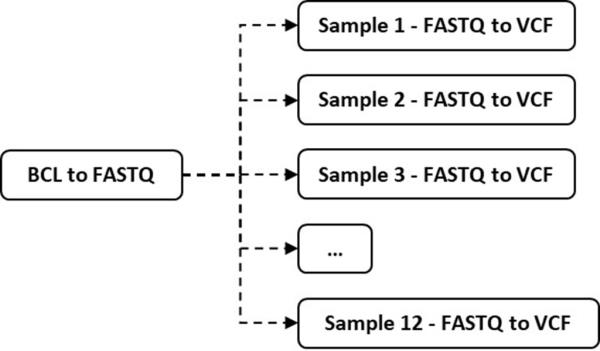 Sample 1 - FASTQ to VCF
Sample 2 - FASTQ to VCF
BCL to FASTQ
Sample 3 - FASTQ to VCF
...
Sample 12 - FASTQ to VCF